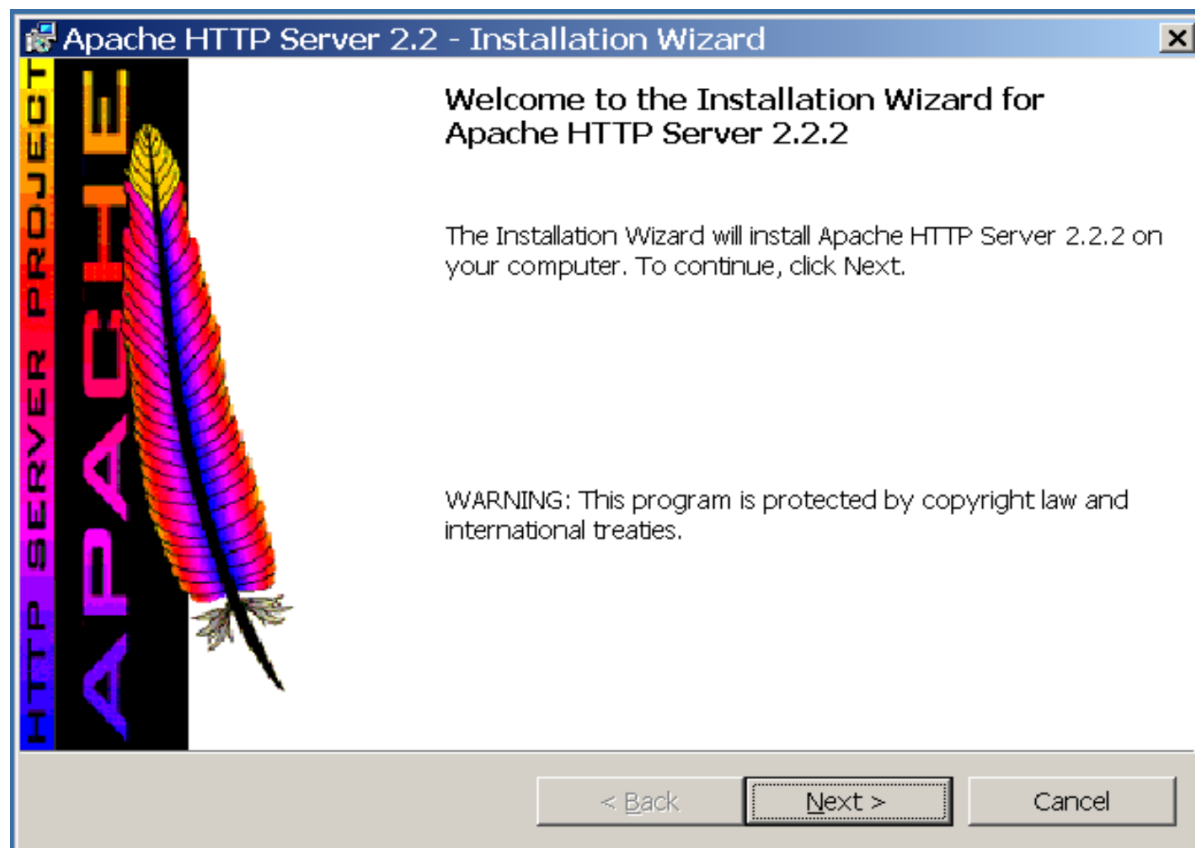 Apache HTTP Server 2.2 - Installation Wizard
HTTP SERVER PROJECT
APACHE
Welcome to the Installation Wizard for
Apache HTTP Server 2.2.2
The Installation Wizard will install Apache HTTP Server 2.2.2 on
your computer. To continue, click Next.
WARNING: This program is protected by copyright law and
international treaties.
< Back
Next >
Cancel